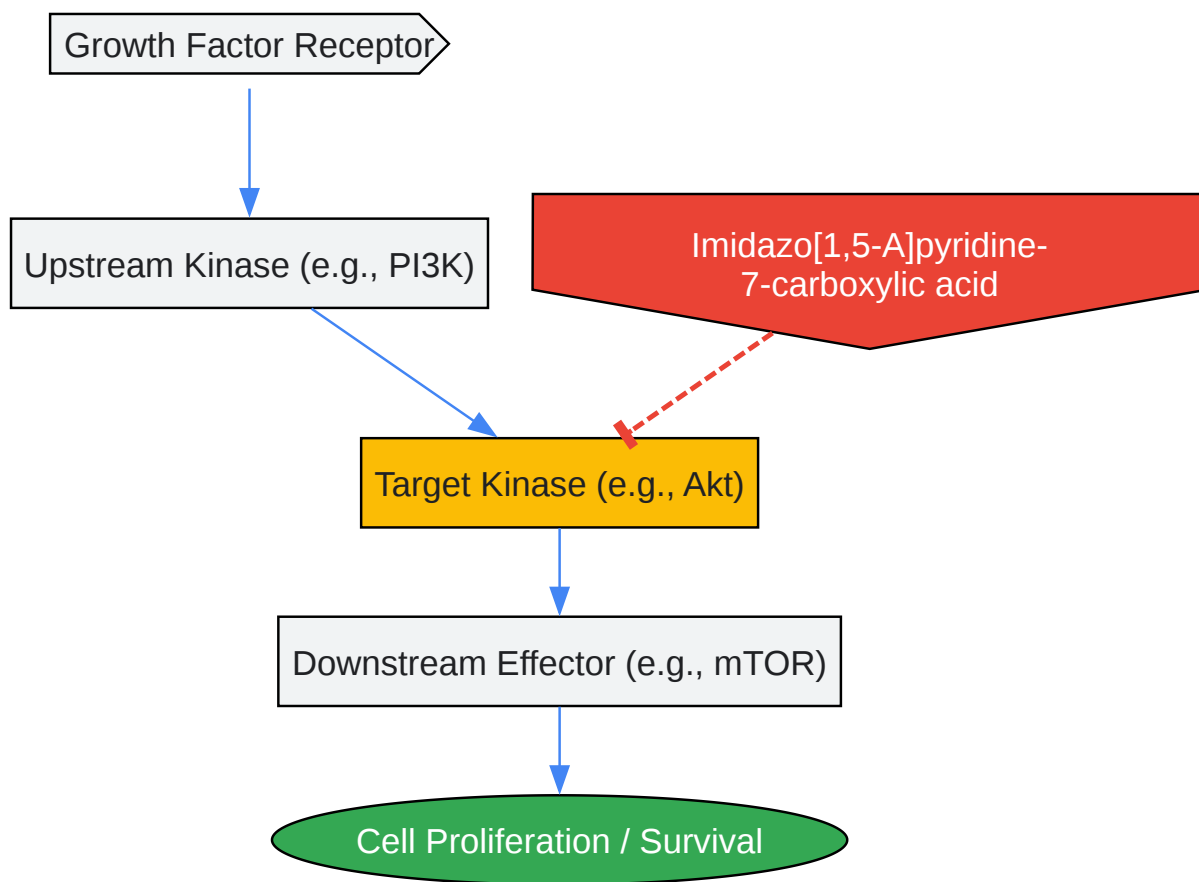 Growth Factor Receptor
Upstream Kinase (e.g., PI3K)
Imidazo[1,5-A]pyridine-
7-carboxylic acid
Target Kinase (e.g., Akt)
Downstream Effector (e.g., mTOR)
Cell Proliferation / Survival